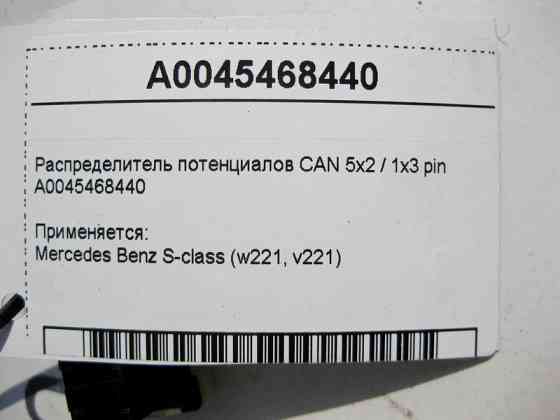 A0045468440
Распределитель потенциалов CAN 5x2 / 1x3 pin
A0045468440
Применяется:
Mercedes Benz S-class (w221, v221)